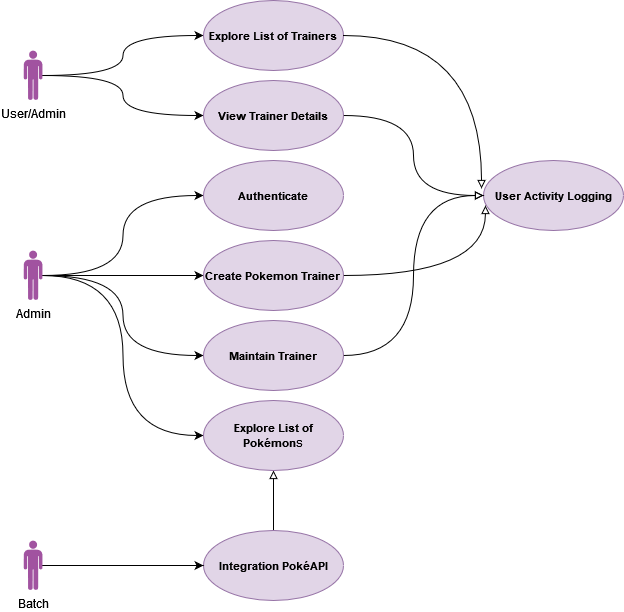 Explore List of Trainers
User/Admin
View Trainer Details
Authenticate
User Activity Logging
Create Pokemon Trainer
Admin
Maintain Trainer
Explore List of
Pokémons
Integration PokéAPI
Batch